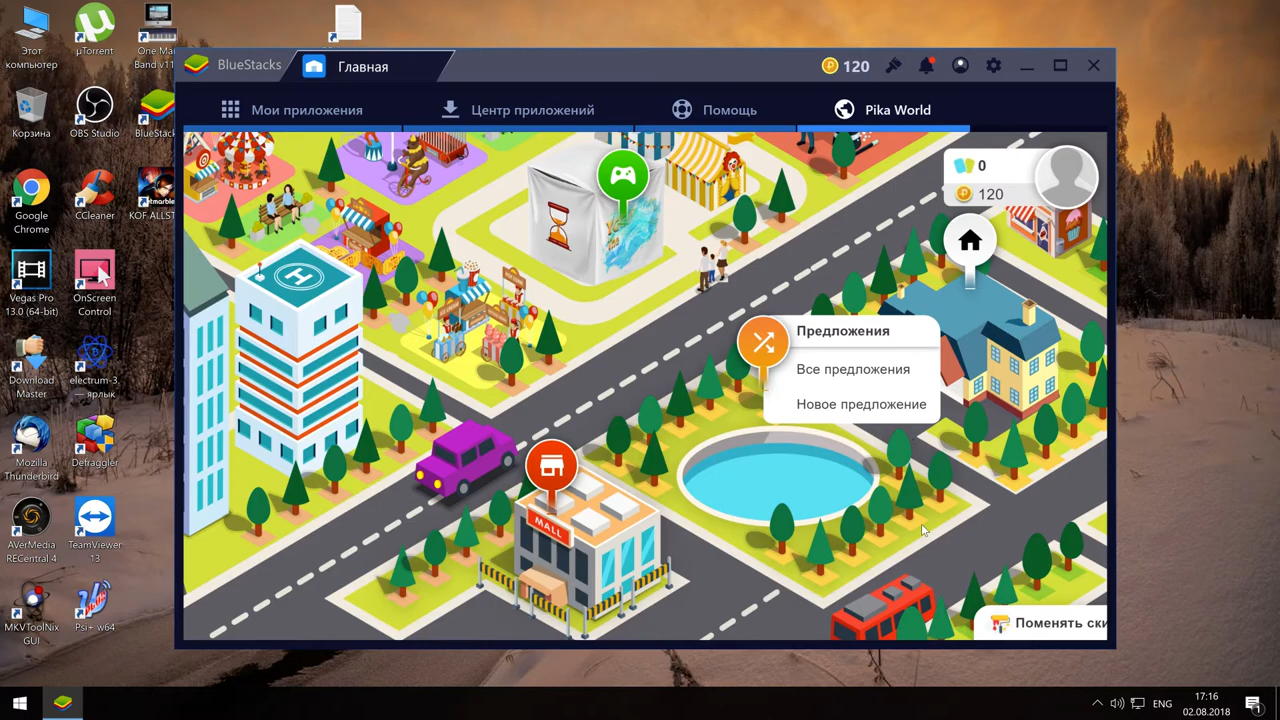 Этот
компьютер
μTorrent
One Ma
Band v11
Корзина
OBS Studio
BlueStack
Google
Chrome
CCleaner
KOF ALLST
Vegas Pro
13.0 (64-bit)
OnScreen
Control
Download
Master
electrum-3.
— ярлык
Mozilla
Thunderbird
Defraggler
AVerMedia
RECentral 4
TeamViewer
13
MKVToolNix
GUI
Psi+ w64
BlueStacks
Главная
120
Мои приложения
Центр приложений
Помощь
Pika World
0
120
Предложения
Все предложения
Новое предложение
MALL
Поменять ски
ENG
17:16
02.08.2018
1